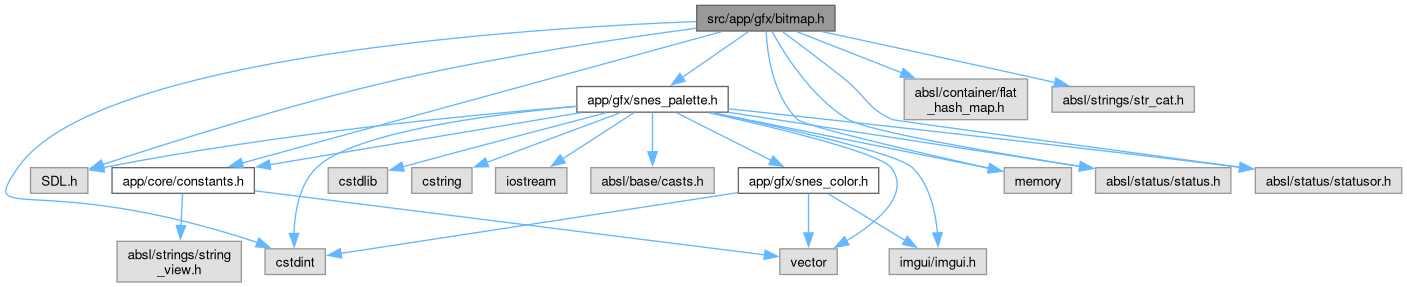 src/app/gfx/bitmap.h
absl/container/flat
_hash_map.h
absl/strings/str_cat.h
app/gfx/snes_palette.h
SDL.h
app/core/constants.h
cstdlib
cstring
iostream
absl/base/casts.h
app/gfx/snes_color.h
memory
absl/status/status.h
absl/status/statusor.h
absl/strings/string
_view.h
cstdint
vector
imgui/imgui.h